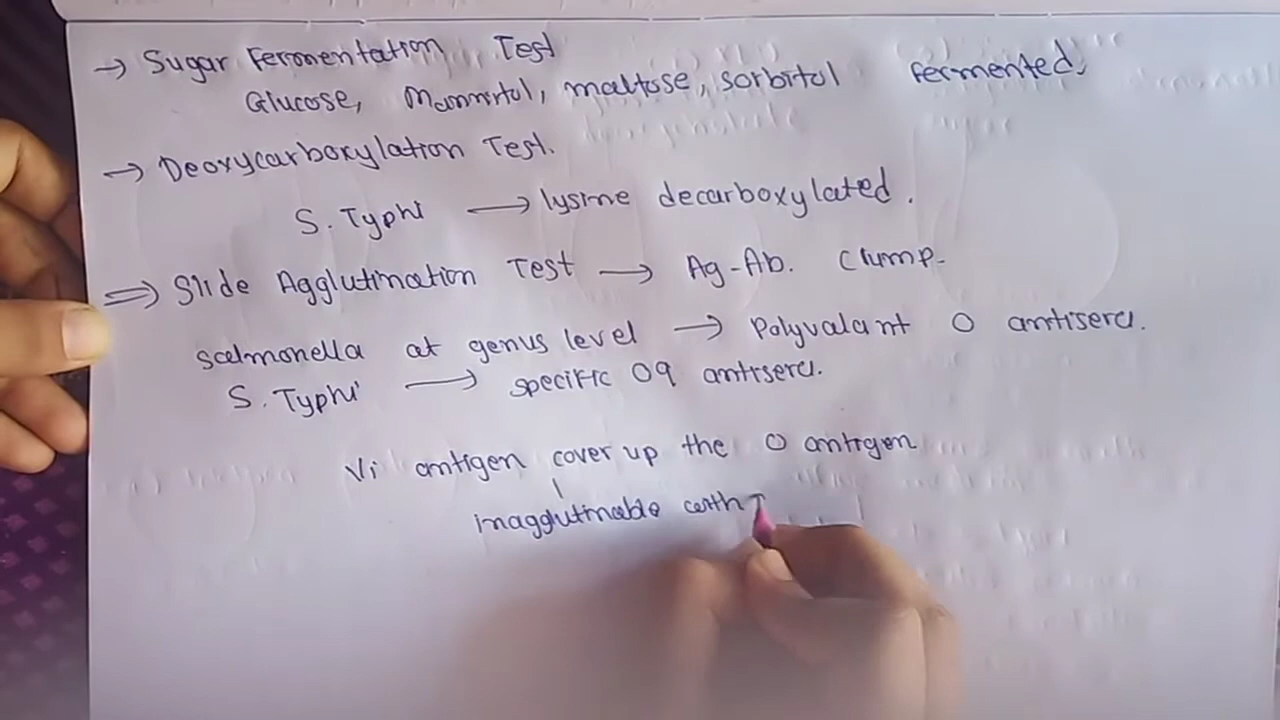 → Sugar Fermentation Test
Glucose, Mannitol, maltose, sorbitol fermented,
→ Deoxycarboxylation Test.
S. Typhi → lysine decarboxylated.
⇒ Slide Agglutination Test → Ag-Ab. Clump-
Salmonella at genus level → Polyvalant O antisera.
S. Typhi → specific O9 antisera.
Vi antigen cover up the O antigen
inagglutinable with